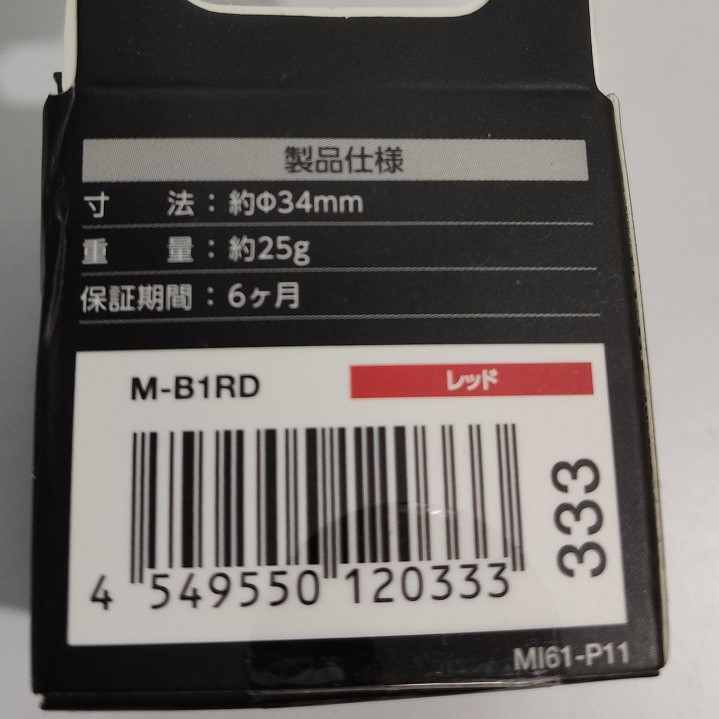 製品仕様
寸 法：約Φ34mm
重 量：約25g
保証期間：6ヶ月
M-B1RD
レッド
333
4 549550 120333
MI61-P11